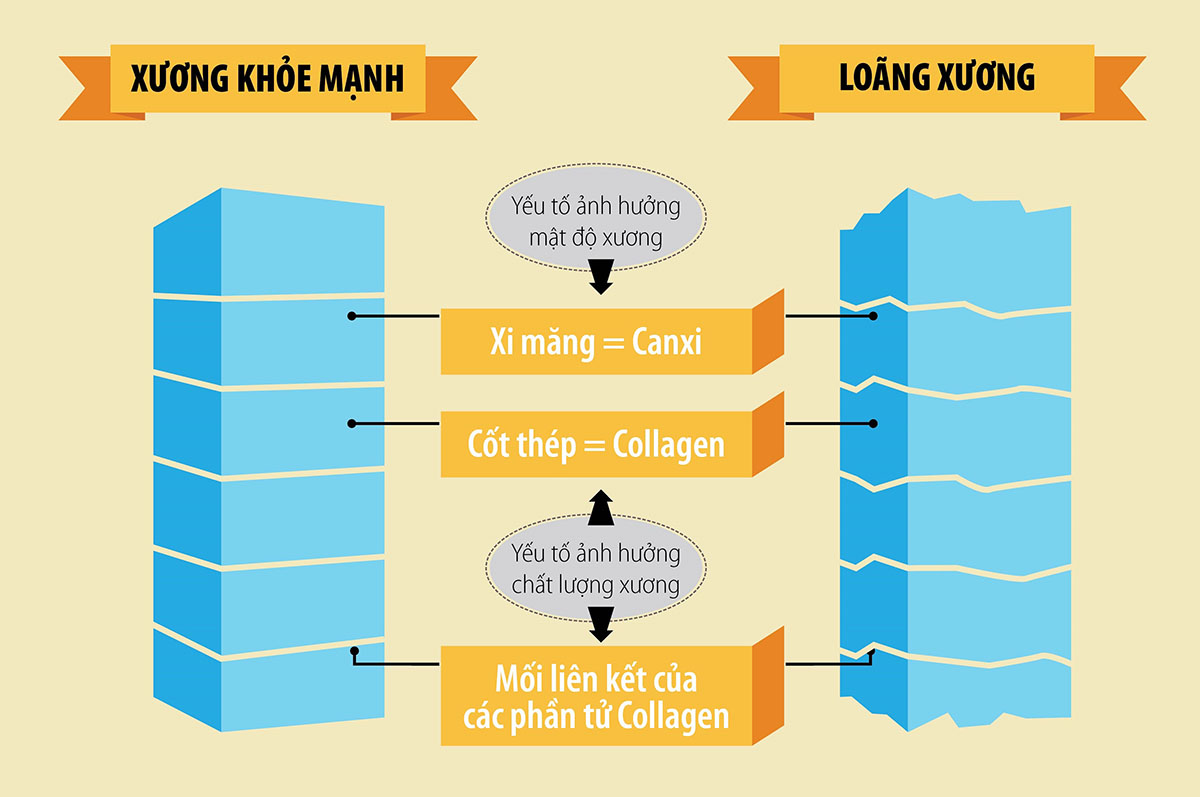 XƯƠNG KHỎE MẠNH
LOÃNG XƯƠNG
Yếu tố ảnh hưởng
mật độ xương
Xi măng = Canxi
Cốt thép = Collagen
Yếu tố ảnh hưởng
chất lượng xương
Mối liên kết của
các phần tử Collagen